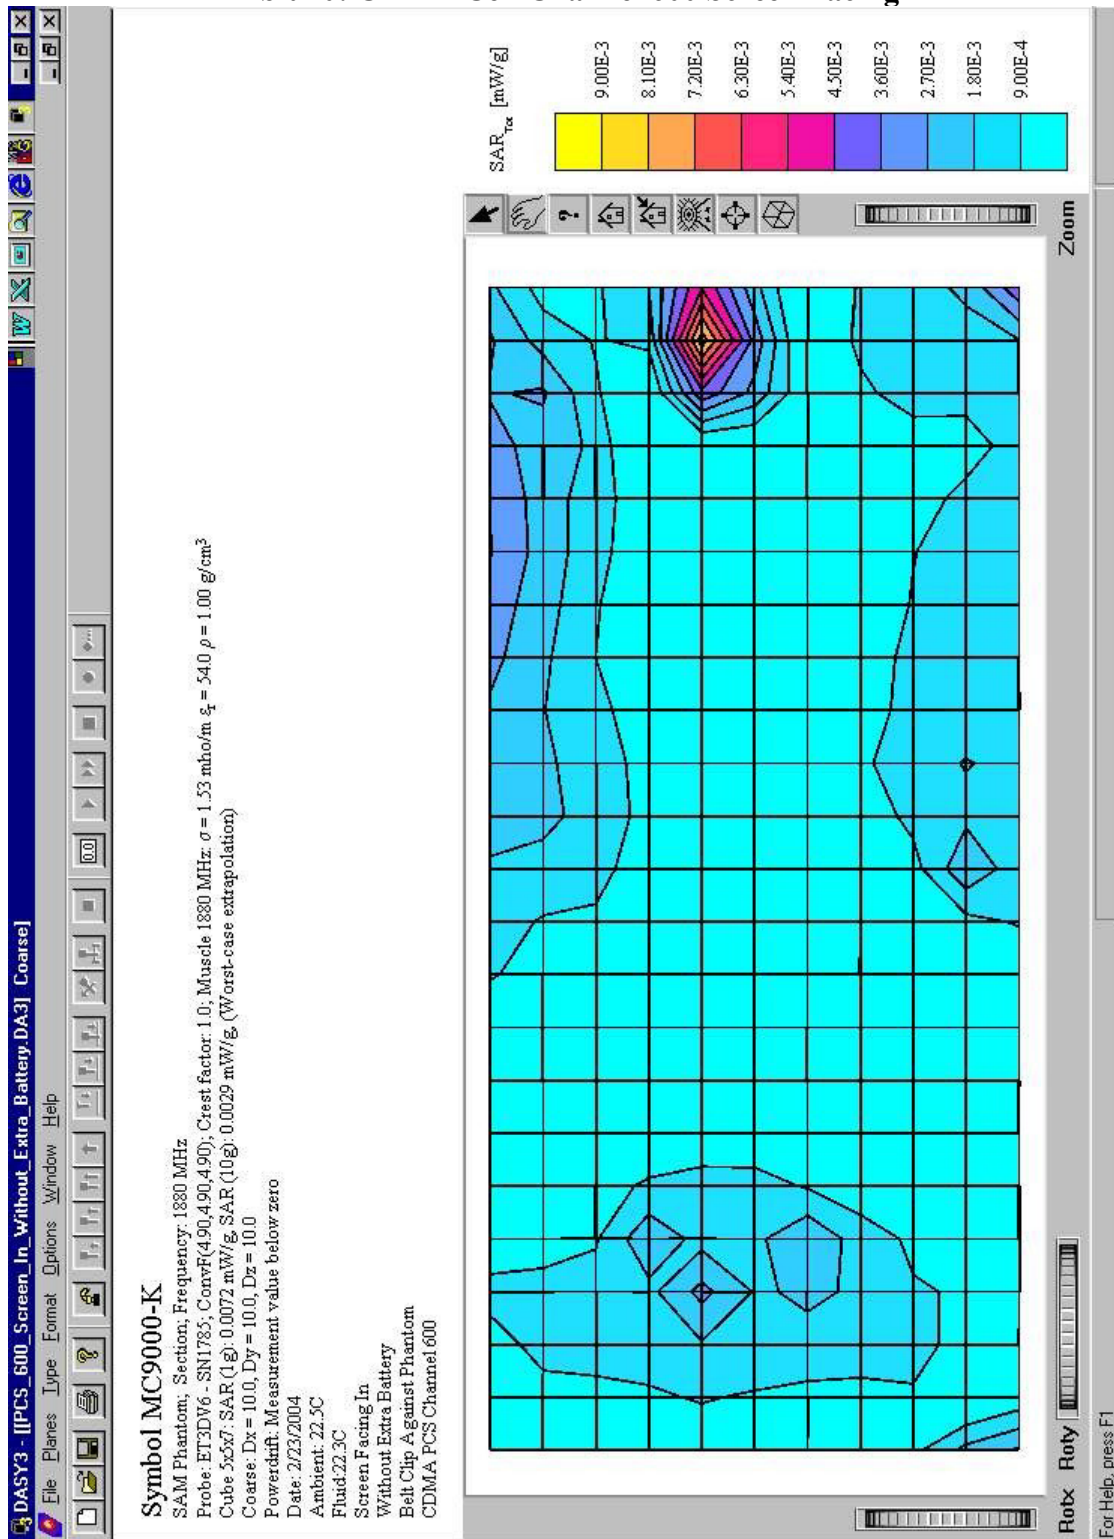 DASY3 - [[PCS_600_Screen_In_Without_Extra_Battery.DA3] Coarse]
File Planes Type Format Options Window Help
0.0
Symbol MC9000-K
SAM Phantom; Section; Frequency: 1880 MHz
Probe: ET3DV6 - SN1785; ConvF(4.90,4.90,4.90); Crest factor: 1.0; Muscle 1880 MHz: σ = 1.53 mho/m εr = 54.0 ρ = 1.00 g/cm³
Cube 5x5x7: SAR (1g): 0.0072 mW/g, SAR (10g): 0.0029 mW/g, (Worst-case extrapolation)
Coarse: Dx = 10.0, Dy = 10.0, Dz = 10.0
Powerdrift: Measurement value below zero
Date: 2/23/2004
Ambient: 22.5C
Fluid:22.3C
Screen Facing In
Without Extra Battery
Belt Clip Against Phantom
CDMA PCS Channel 600
SAR Tot [mW/g]
9.00E-3
8.10E-3
7.20E-3
6.30E-3
5.40E-3
4.50E-3
3.60E-3
2.70E-3
1.80E-3
9.00E-4
Rotx Roty Zoom
For Help, press F1